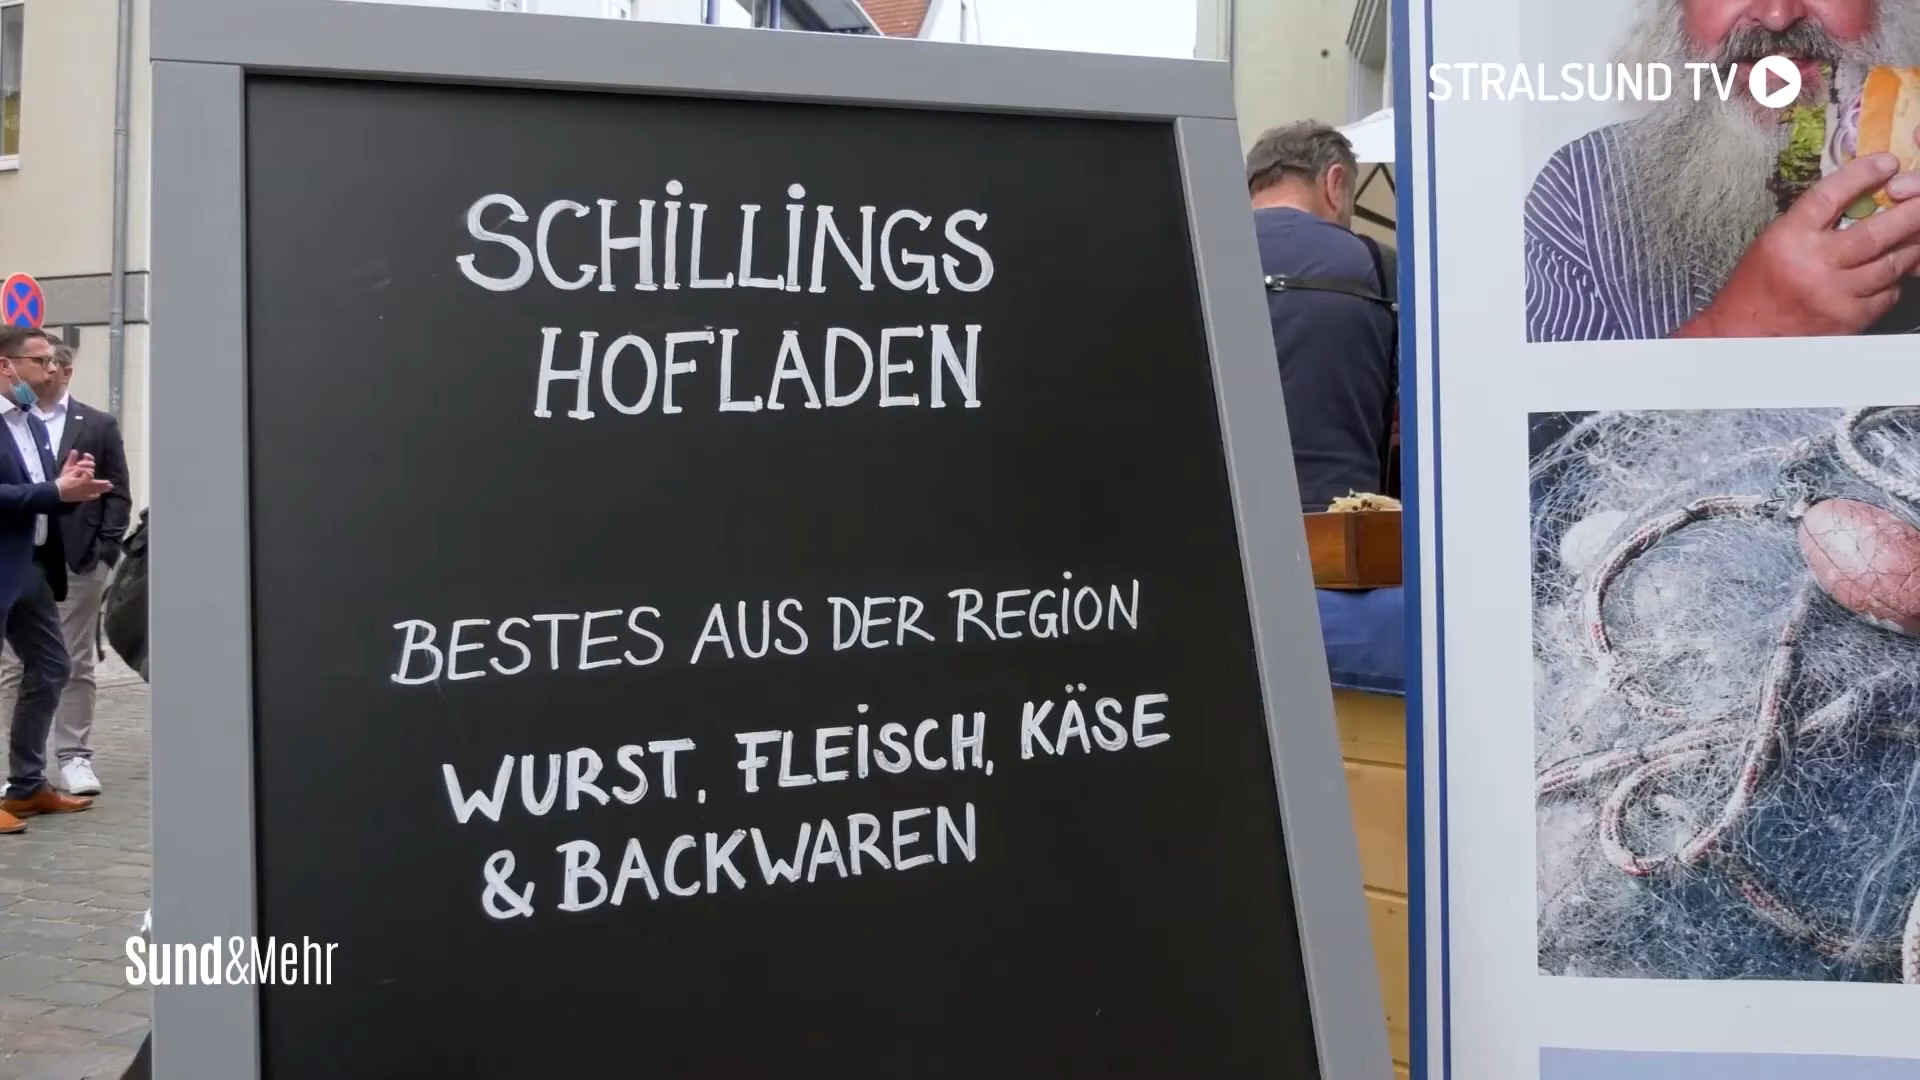 STRALSUND TV
SCHILLINGS
HOFLADEN
BESTES AUS DER REGION
WURST, FLEISCH, KÄSE
& BACKWAREN
Sund&Mehr